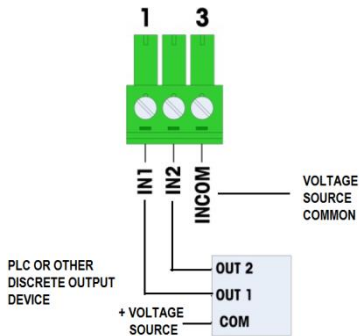 1 3
IN1
IN2
INCOM
VOLTAGE
SOURCE
COMMON
PLC OR OTHER
DISCRETE OUTPUT
DEVICE
OUT 2
OUT 1
COM
+ VOLTAGE
SOURCE